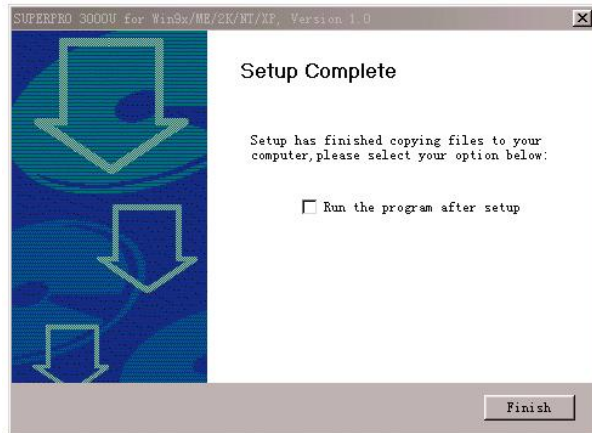 SUPERPRO 3000U for Win9x/ME/2K/NT/XP, Version 1.0
Setup Complete
Setup has finished copying files to your
computer,please select your option below:
Run the program after setup
Finish